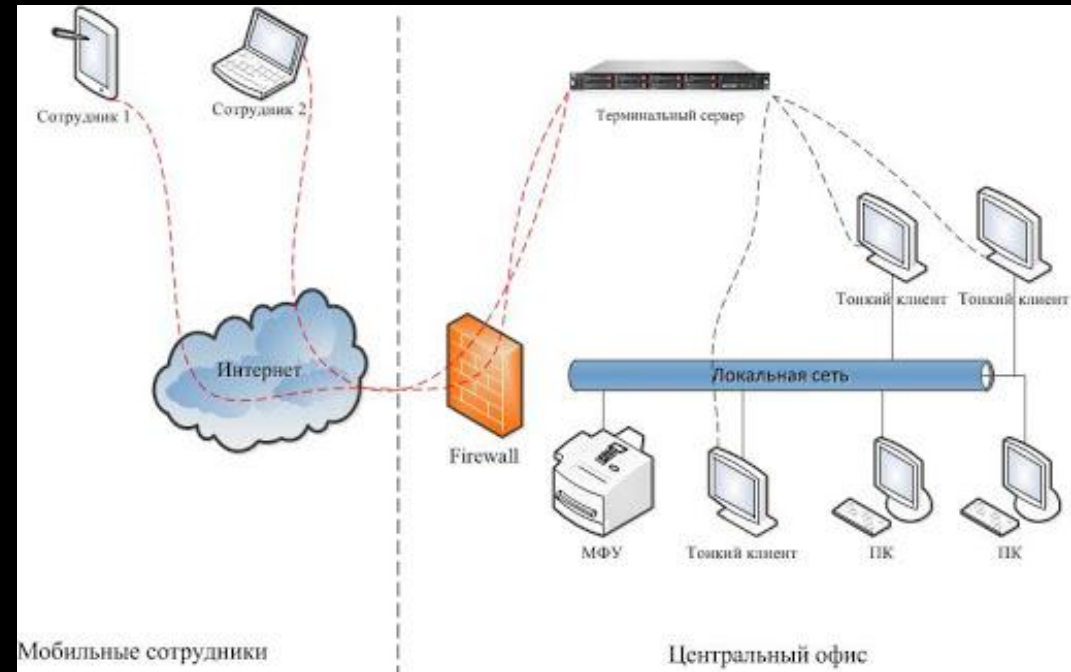 Сотрудник 1
Сотрудник 2
Терминальный сервер
Тонкий клиент
Тонкий клиент
Интернет
Локальная сеть
Firewall
МФУ
Тонкий клиент
ПК
ПК
Мобильные сотрудники
Центральный офис